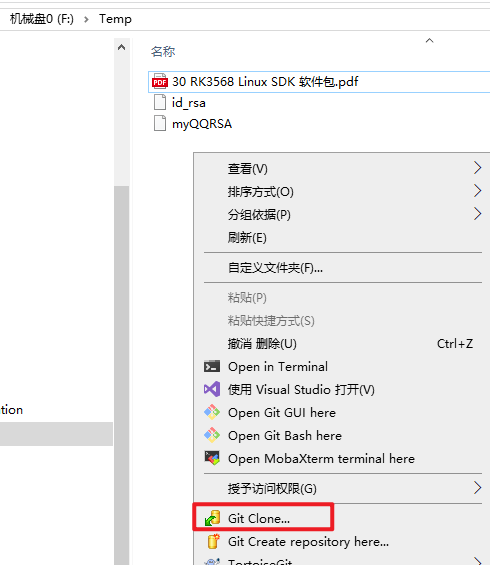 机械盘0 (F:) > Temp
名称
30 RK3568 Linux SDK 软件包.pdf
id_rsa
myQQRSA
查看(V)
排序方式(O)
分组依据(P)
刷新(E)
自定义文件夹(F)...
粘贴(P)
粘贴快捷方式(S)
撤消 删除(U) Ctrl+Z
Open in Terminal
使用 Visual Studio 打开(V)
Open Git GUI here
Open Git Bash here
Open MobaXterm terminal here
授予访问权限(G)
tion
Git Clone...
Git Create repository here...
TortoiseGit